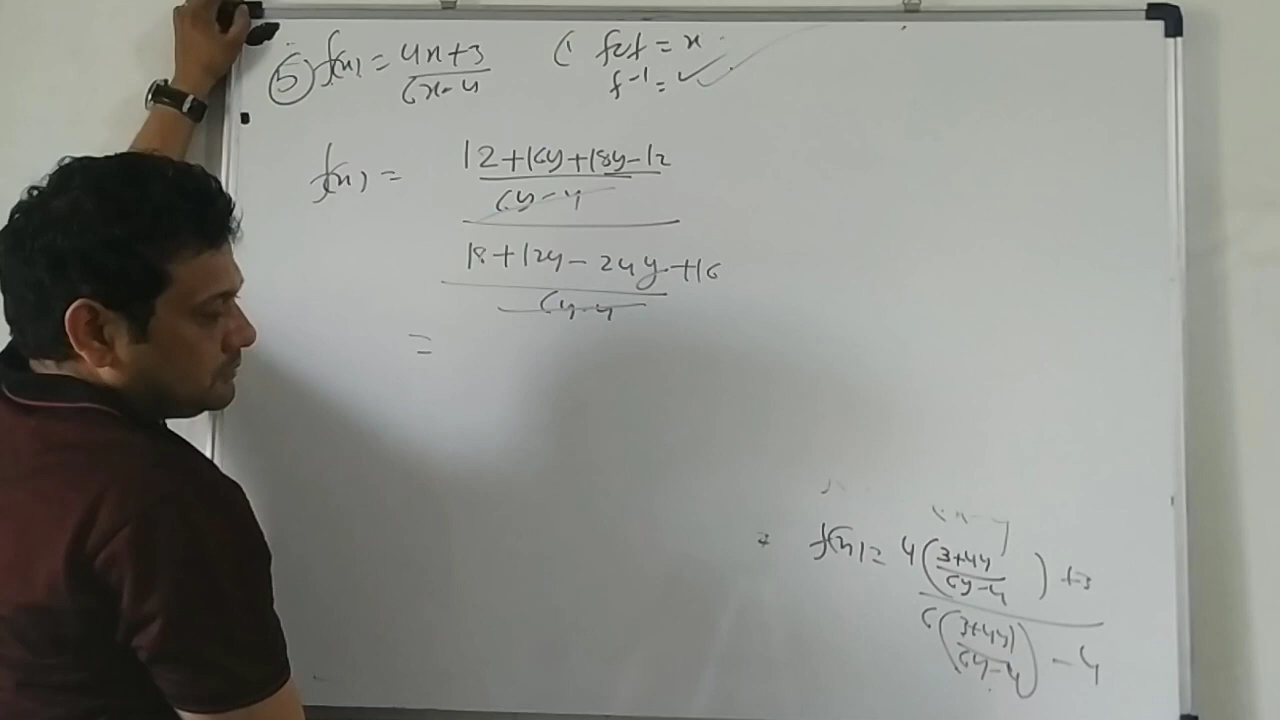 (5) f(x) = 4x+3 / 6x-4 ( fof = x.
f⁻¹ = ✓
f(x) = 12+16y+18y-12
6y-4
18+12y-24y+16
6y-4
=
f(x) = 4(3+4y / 6y-4) +3
6(3+4y / 6y-4) - 4